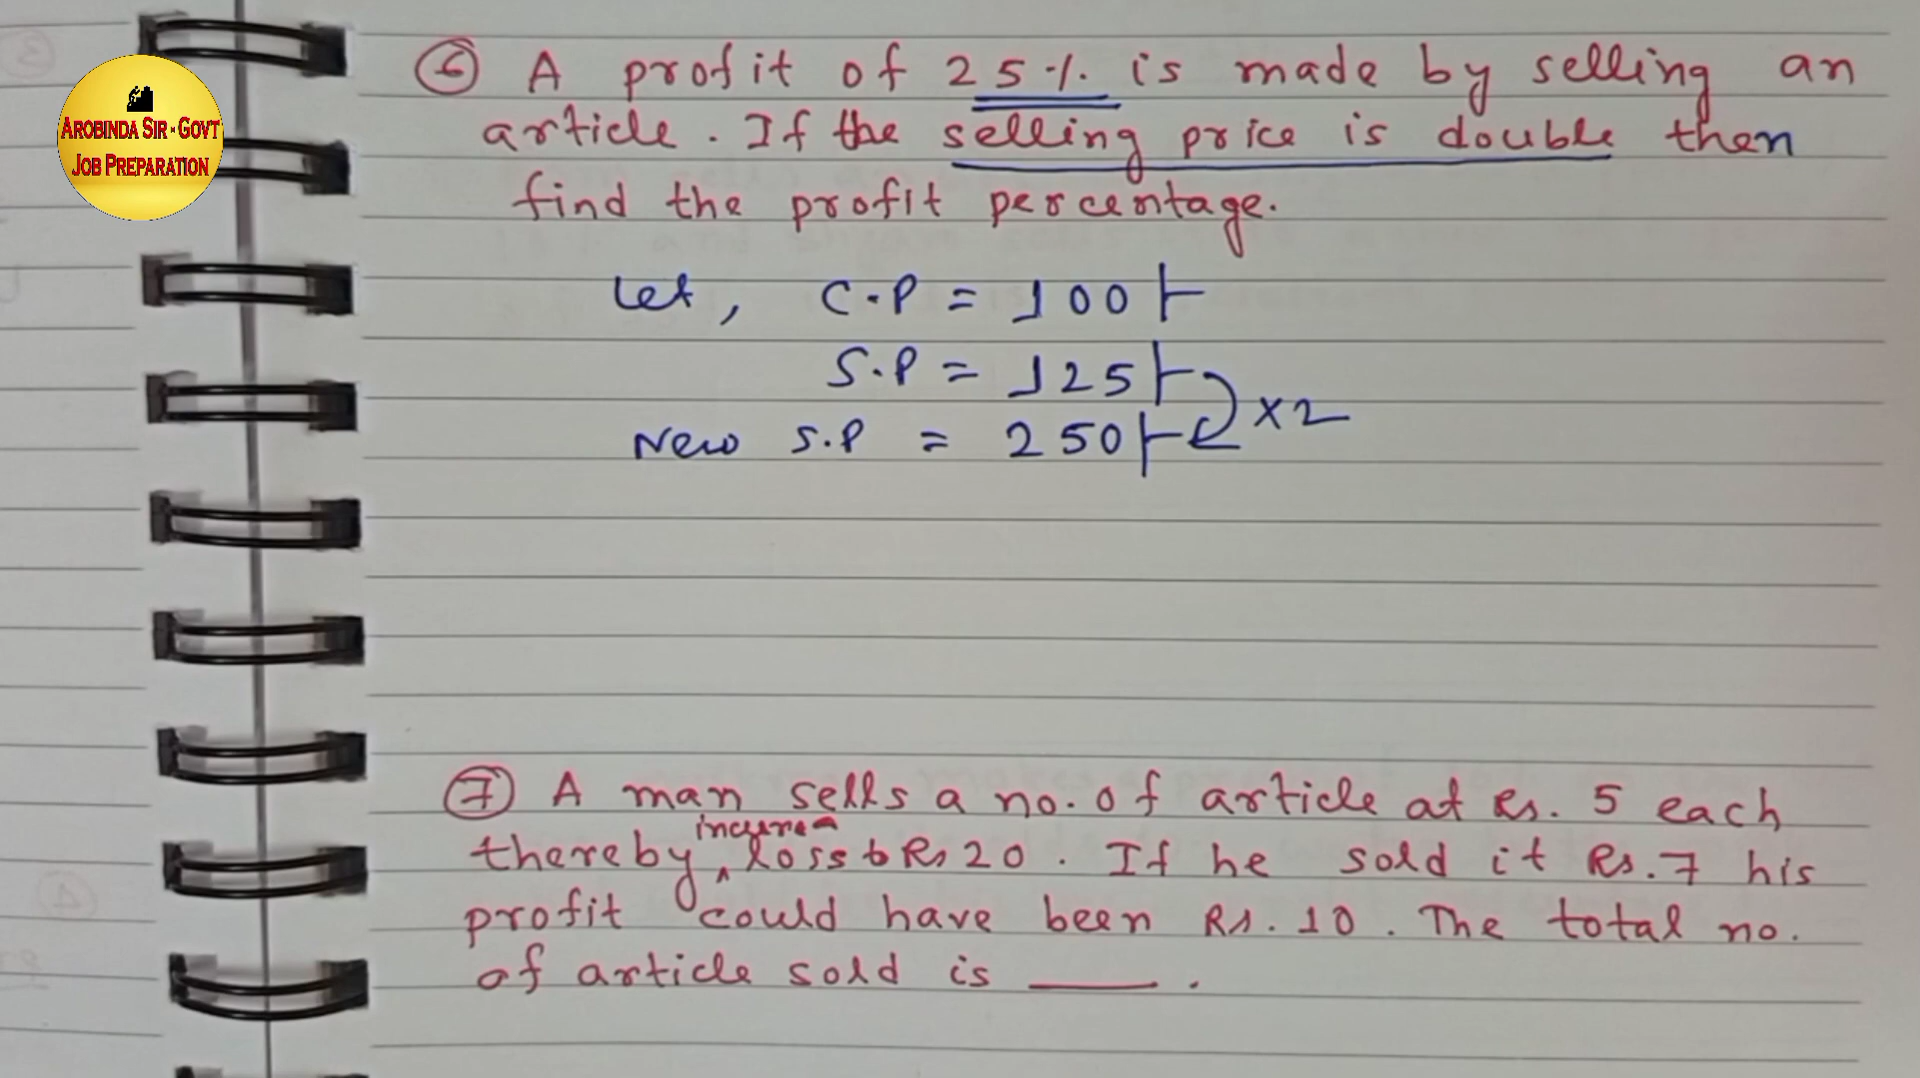 AROBINDA SIR - GOVT
JOB PREPARATION
⑥ A profit of 25% is made by selling an
article. If the selling price is double then
find the profit percentage.
Let, C.P = 100 ⊦
S.P = 125 ⊦
New S.P = 250 ⊦ ×2
⑦ A man sells a no. of article at Rs. 5 each
thereby incurre loss Rs 20. If he sold it Rs. 7 his
profit could have been Rs. 10. The total no.
of article sold is ____.